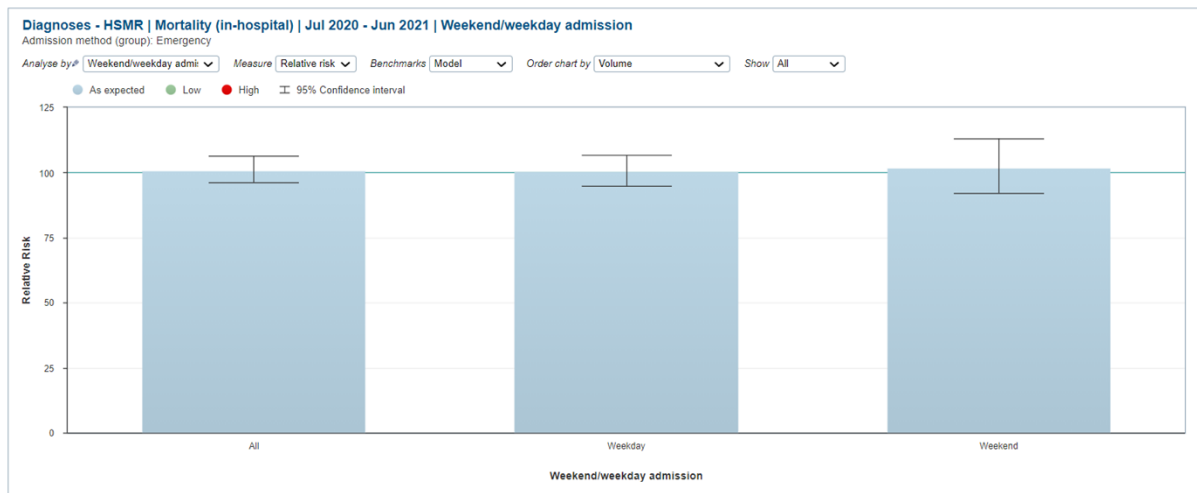 Diagnoses - HSMR | Mortality (in-hospital) | Jul 2020 - Jun 2021 | Weekend/weekday admission
Admission method (group): Emergency
Analyse by Weekend/weekday admis Measure Relative risk Benchmarks Model Order chart by Volume Show All
As expected Low High 95% Confidence interval
125
100
75
50
25
0
Relative Risk
All Weekday Weekend
Weekend/weekday admission